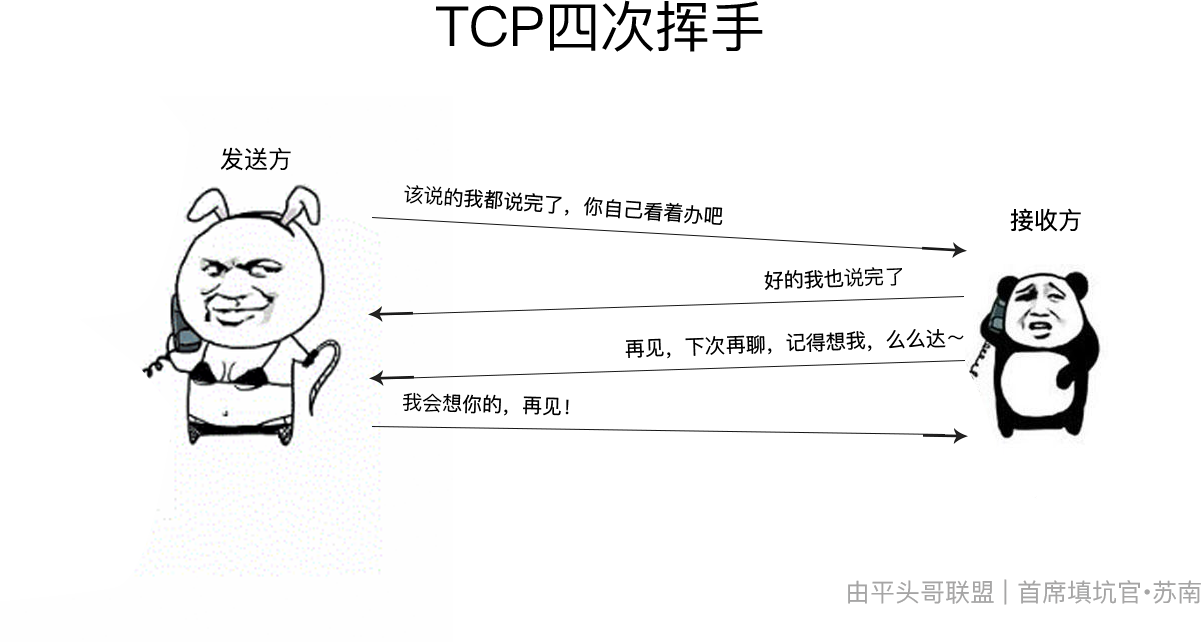 TCP四次挥手
发送方
该说的我都说完了，你自己看着办吧
接收方
好的我也说完了
再见，下次再聊，记得想我，么么达～
我会想你的，再见！
由平头哥联盟 | 首席填坑官•苏南